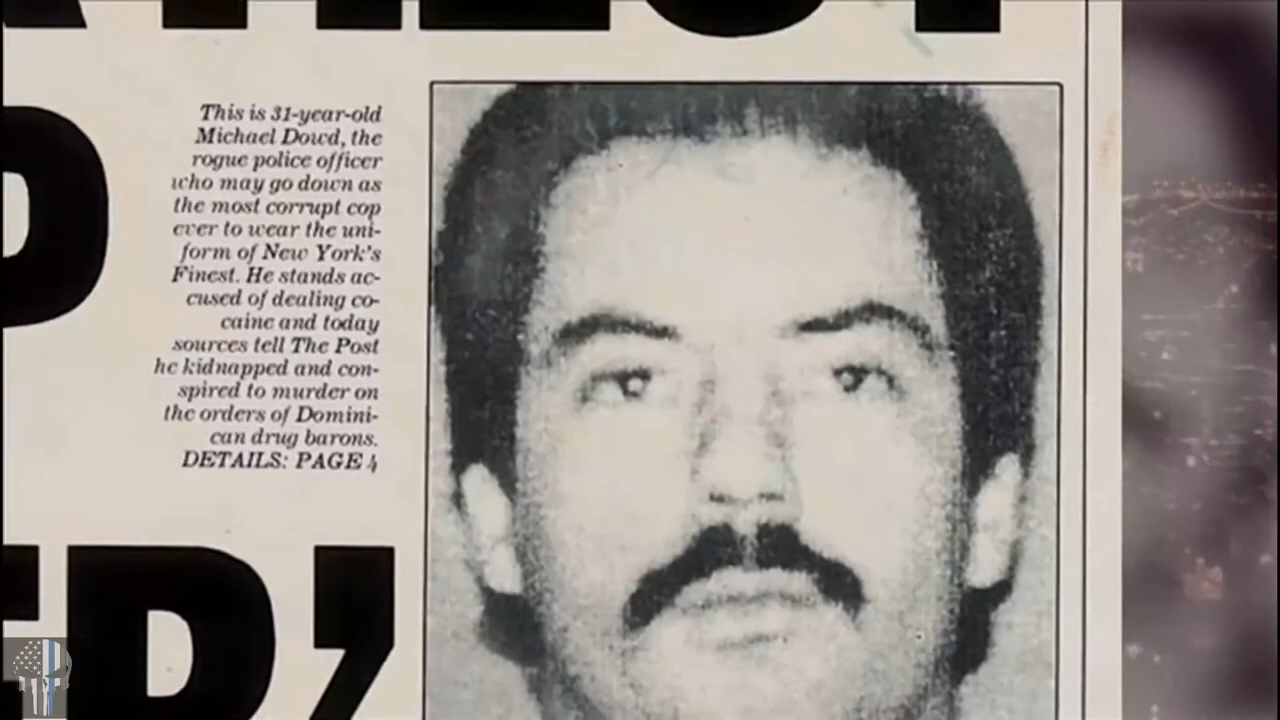 This is 31-year-old
Michael Dowd, the
rogue police officer
who may go down as
the most corrupt cop
ever to wear the uni-
form of New York's
Finest. He stands ac-
cused of dealing co-
caine and today
sources tell The Post
he kidnapped and con-
spired to murder on
the orders of Domini-
can drug barons.
DETAILS: PAGE 4